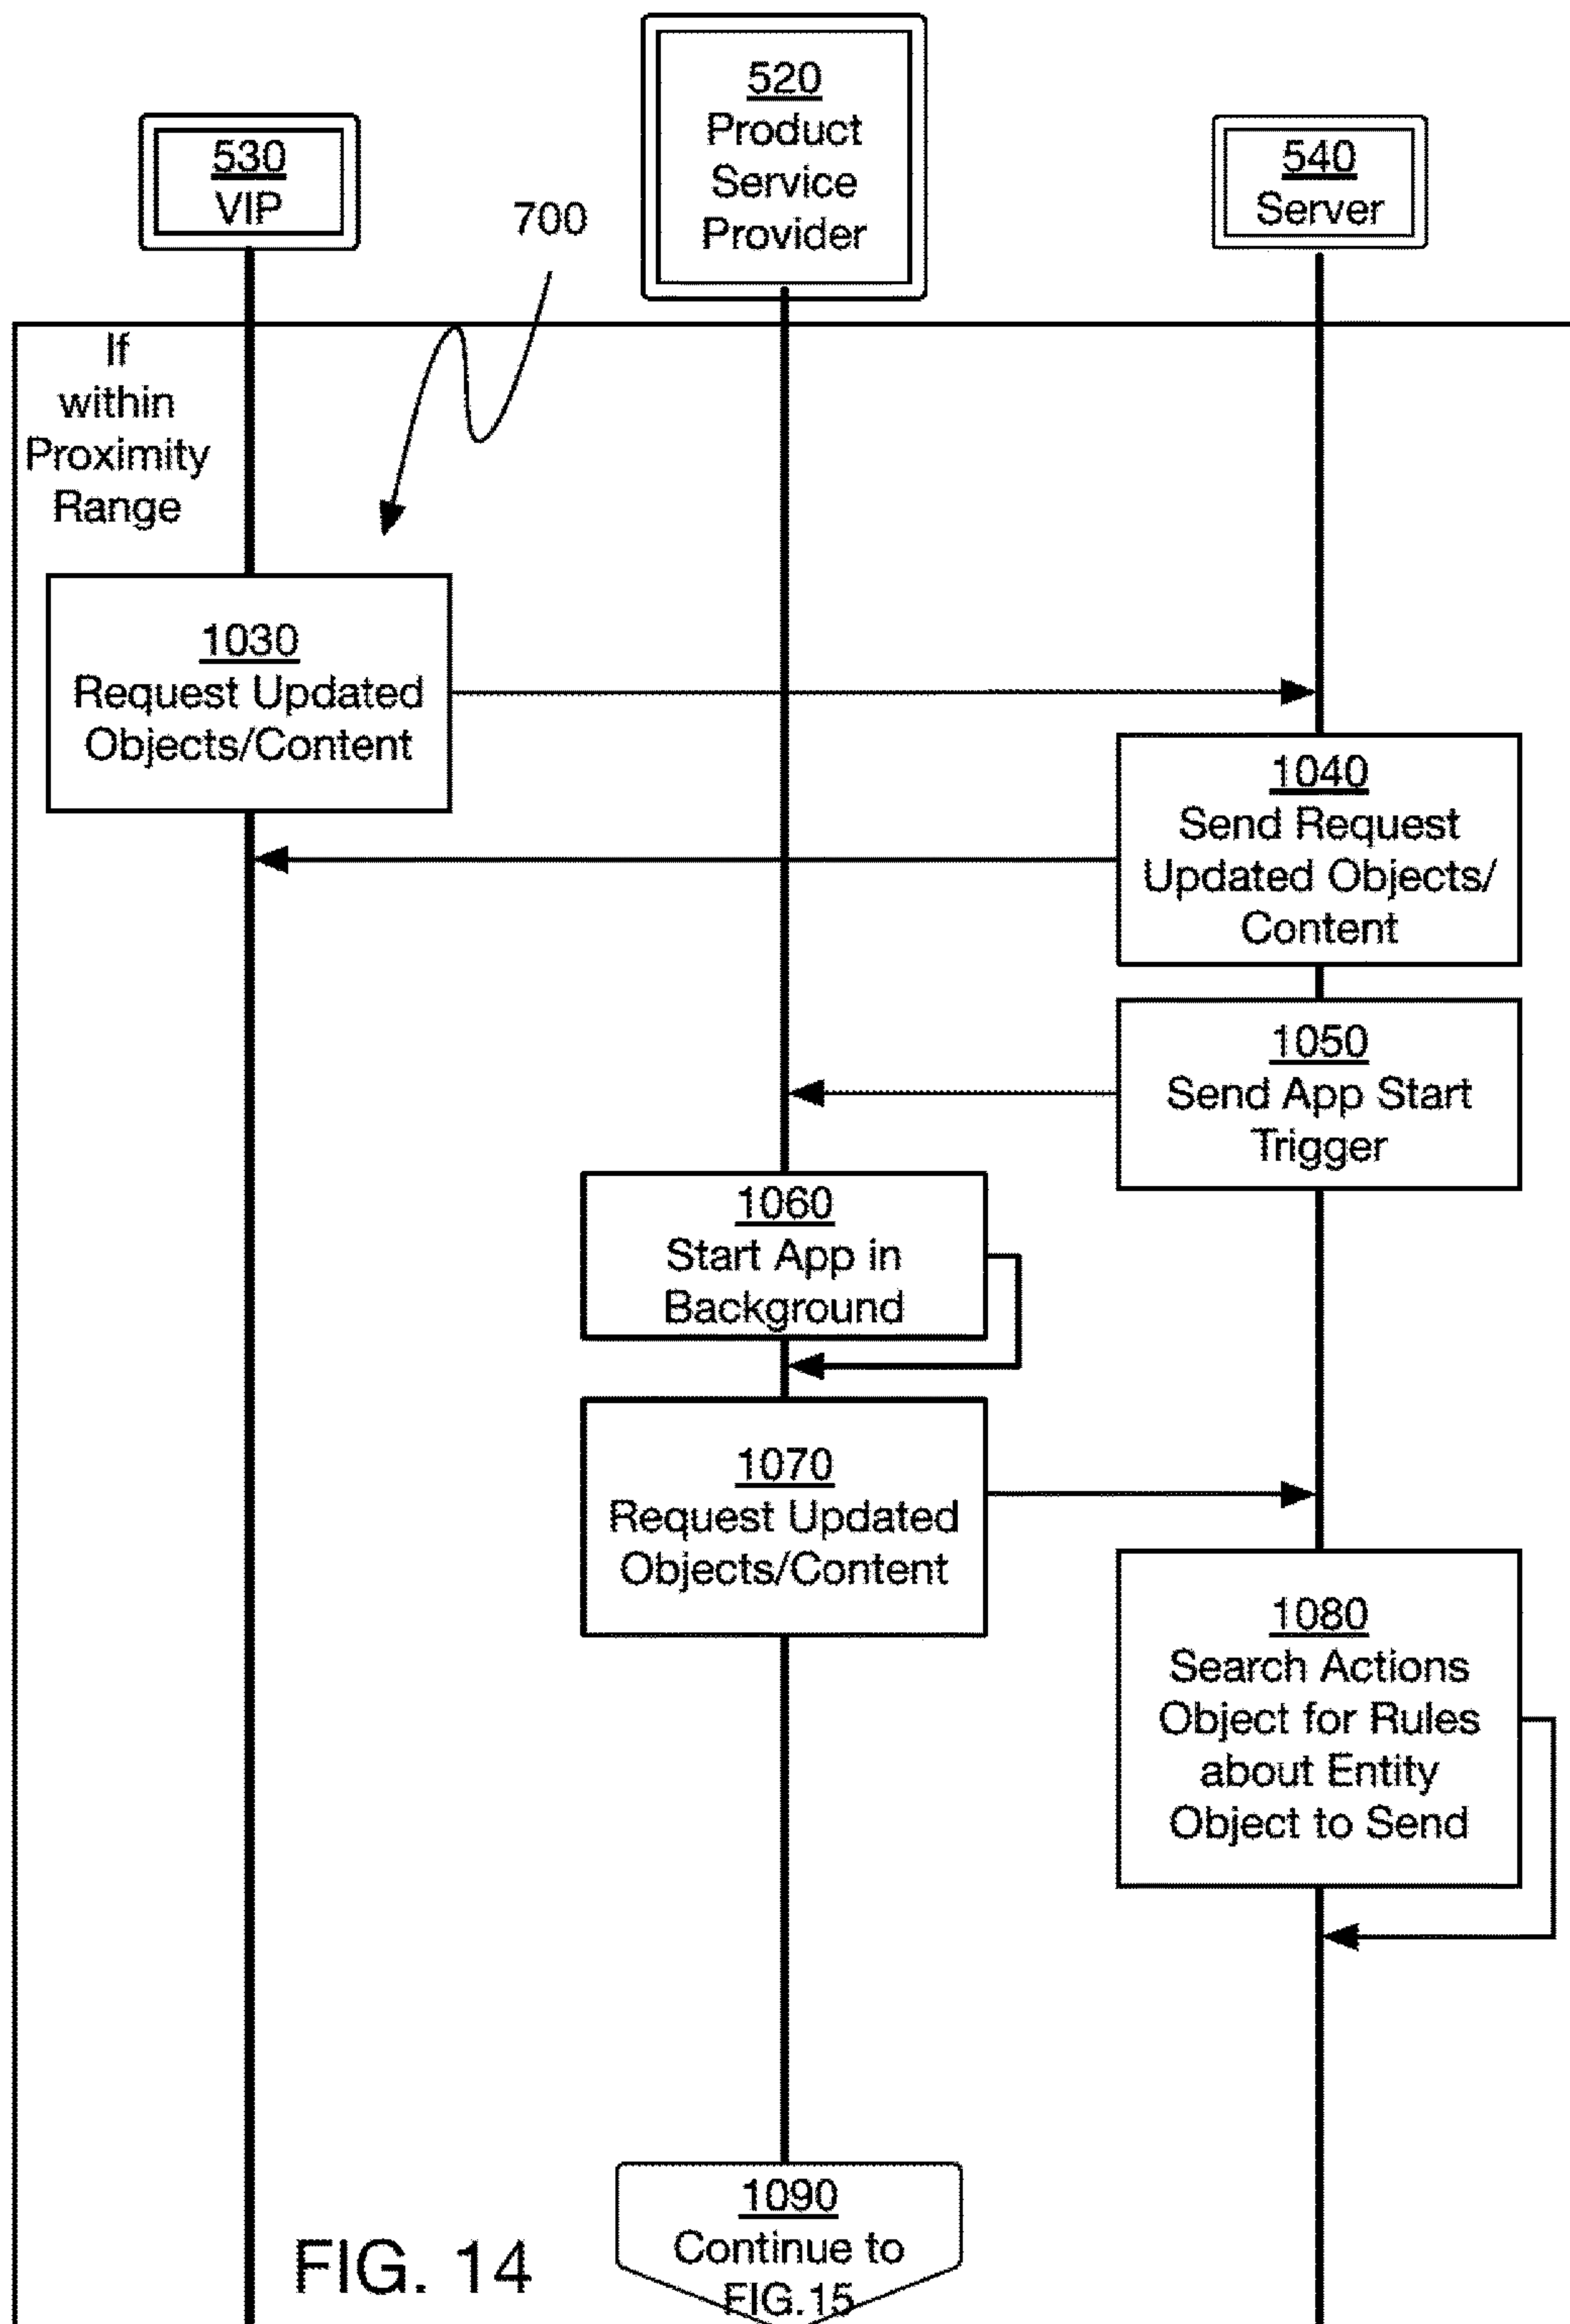 520
Product
Service
Provider
530
VIP
540
Server
700
If
within
Proximity
Range
1030
Request Updated
Objects/Content
1040
Send Request
Updated Objects/
Content
1050
Send App Start
Trigger
1060
Start App in
Background
1070
Request Updated
Objects/Content
1080
Search Actions
Object for Rules
about Entity
Object to Send
1090
Continue to
FIG.15
FIG. 14